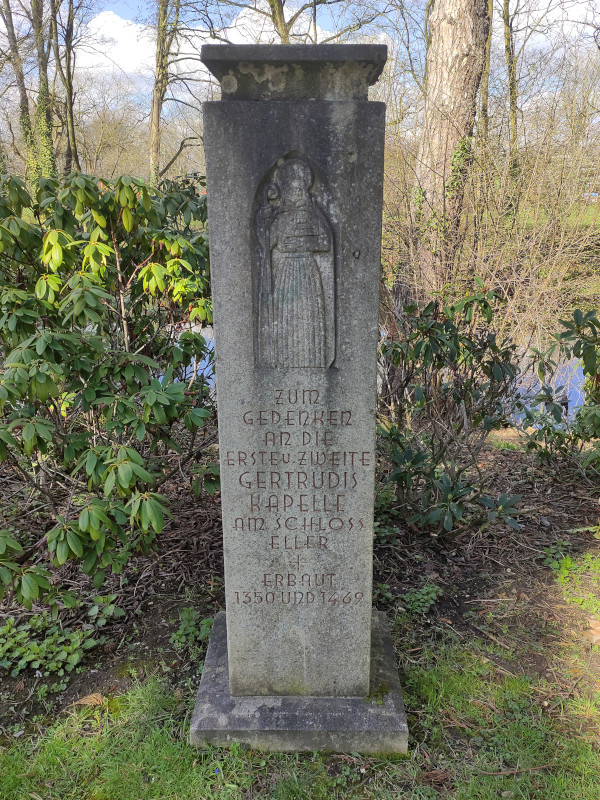 ZUM
GEDENKEN
AN DIE
ERSTE U. ZWEITE
GERTRUDIS
KAPELLE
AM SCHLOSS
ELLER
ERBAUT
1350 UND 1469